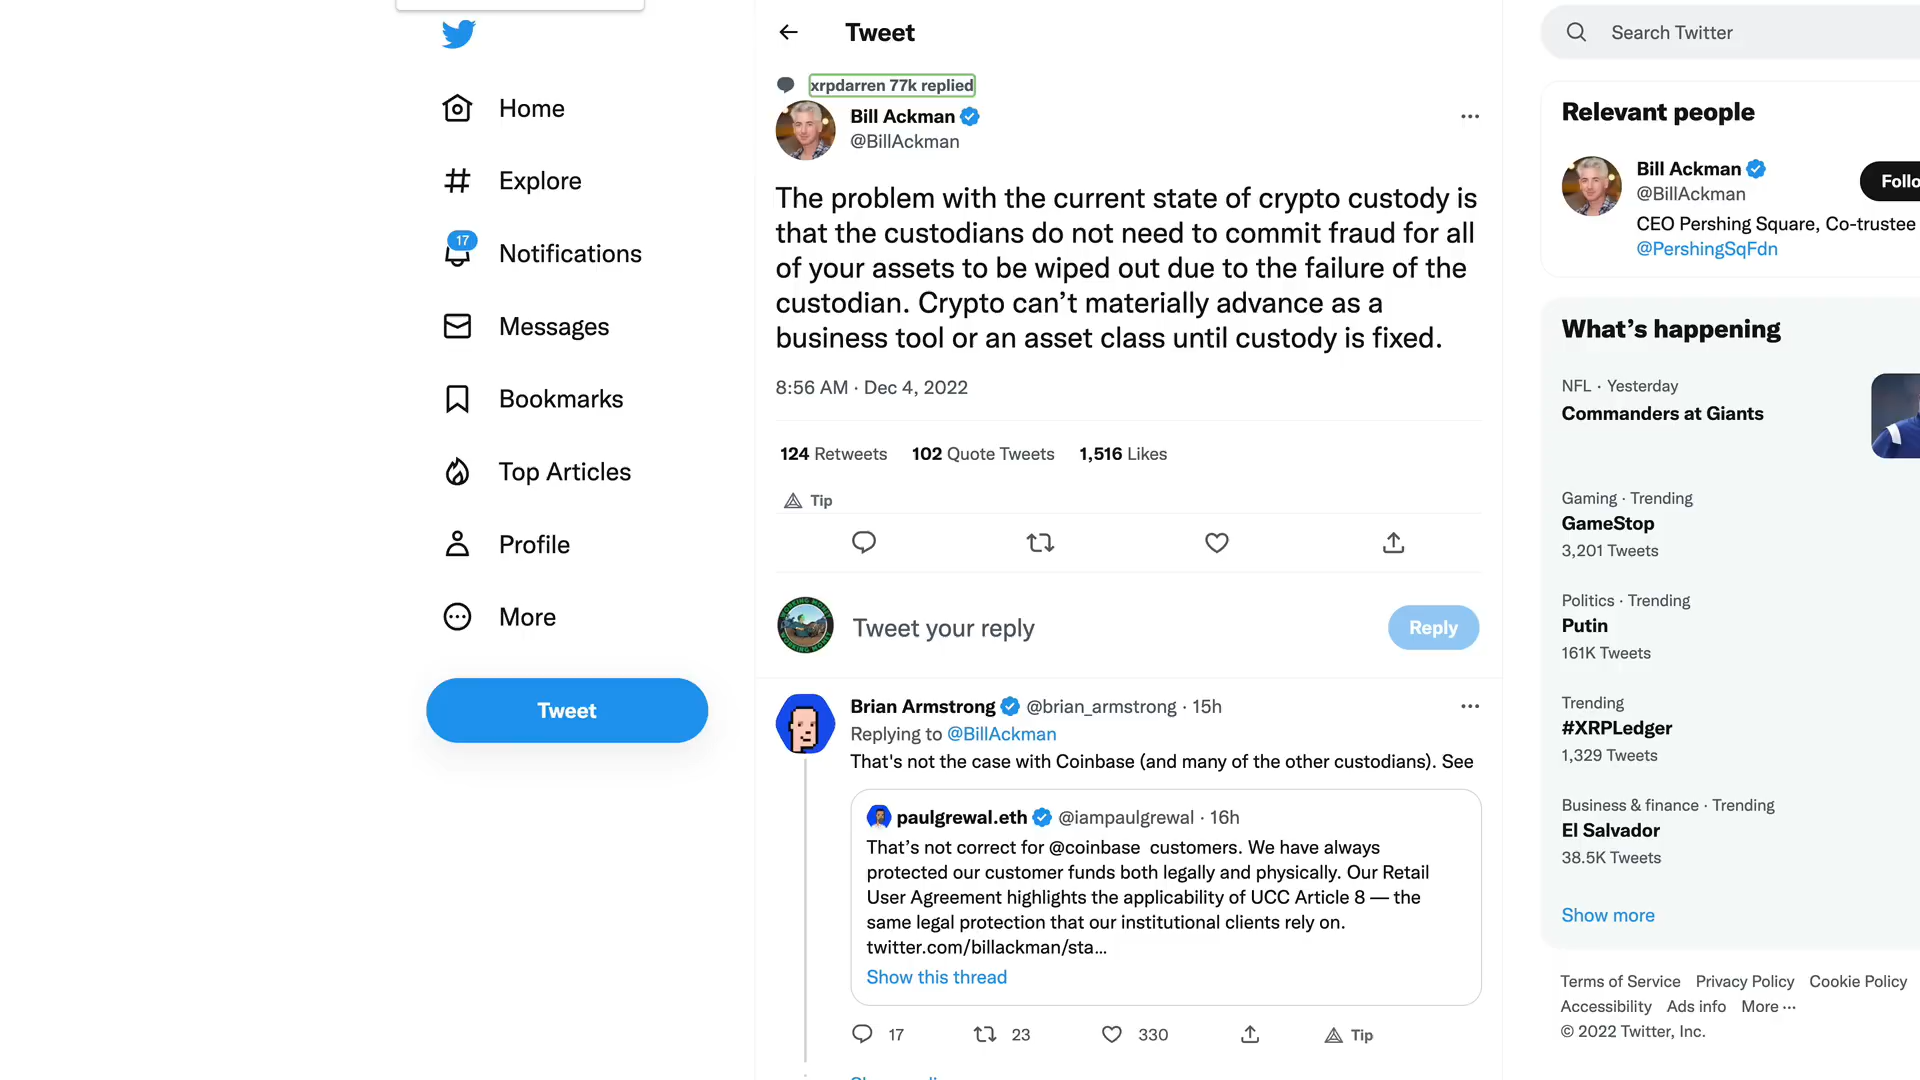 Home
Explore
17
Notifications
Messages
Bookmarks
Top Articles
Profile
More
Tweet
Tweet
xrpdarren 77k replied
Bill Ackman
@BillAckman
The problem with the current state of crypto custody is
that the custodians do not need to commit fraud for all
of your assets to be wiped out due to the failure of the
custodian. Crypto can’t materially advance as a
business tool or an asset class until custody is fixed.
8:56 AM · Dec 4, 2022
124 Retweets 102 Quote Tweets 1,516 Likes
Tip
Tweet your reply
Reply
Brian Armstrong @brian_armstrong · 15h
Replying to @BillAckman
That's not the case with Coinbase (and many of the other custodians). See
paulgrewal.eth @iampaulgrewal · 16h
That’s not correct for @coinbase customers. We have always
protected our customer funds both legally and physically. Our Retail
User Agreement highlights the applicability of UCC Article 8 — the
same legal protection that our institutional clients rely on.
twitter.com/billackman/sta...
Show this thread
17 23 330 Tip
Search Twitter
Relevant people
Bill Ackman
@BillAckman
Follo
CEO Pershing Square, Co-trustee
@PershingSqFdn
What’s happening
NFL · Yesterday
Commanders at Giants
Gaming · Trending
GameStop
3,201 Tweets
Politics · Trending
Putin
161K Tweets
Trending
#XRPLedger
1,329 Tweets
Business & finance · Trending
El Salvador
38.5K Tweets
Show more
Terms of Service Privacy Policy Cookie Policy
Accessibility Ads info More ...
© 2022 Twitter, Inc.